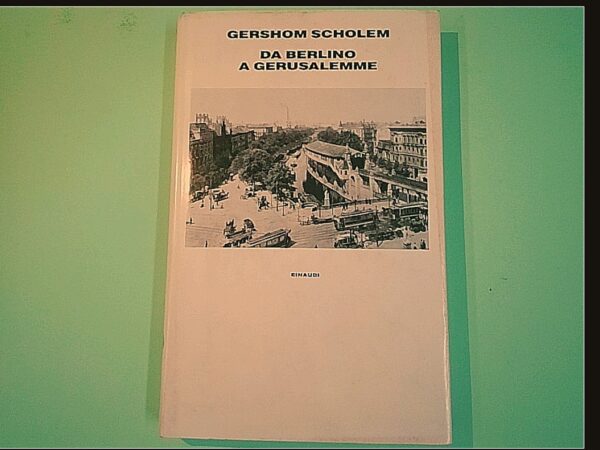 GERSHOM SCHOLEM
DA BERLINO
A GERUSALEMME
EINAUDI